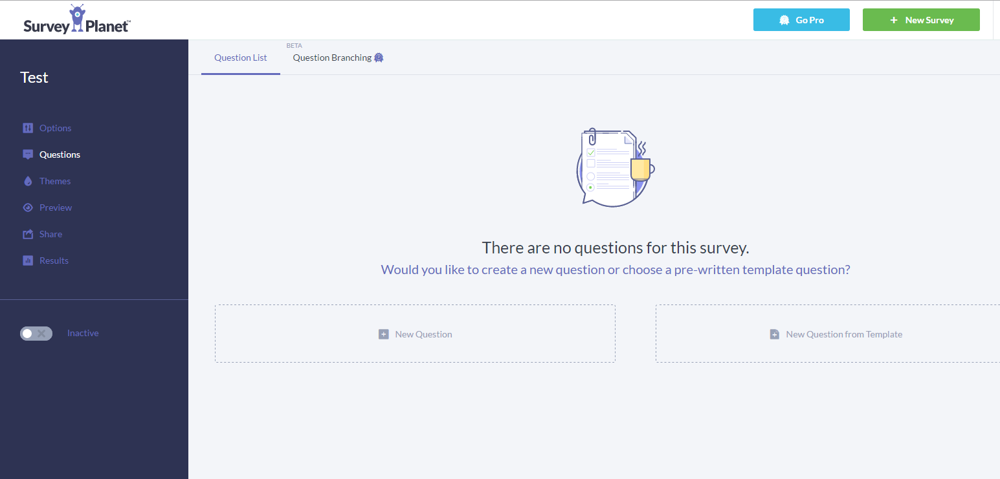 Survey Planet™
Go Pro
New Survey
Test
Options
Questions
Themes
Preview
Share
Results
Inactive
BETA
Question List
Question Branching
There are no questions for this survey.
Would you like to create a new question or choose a pre-written template question?
New Question
New Question from Template